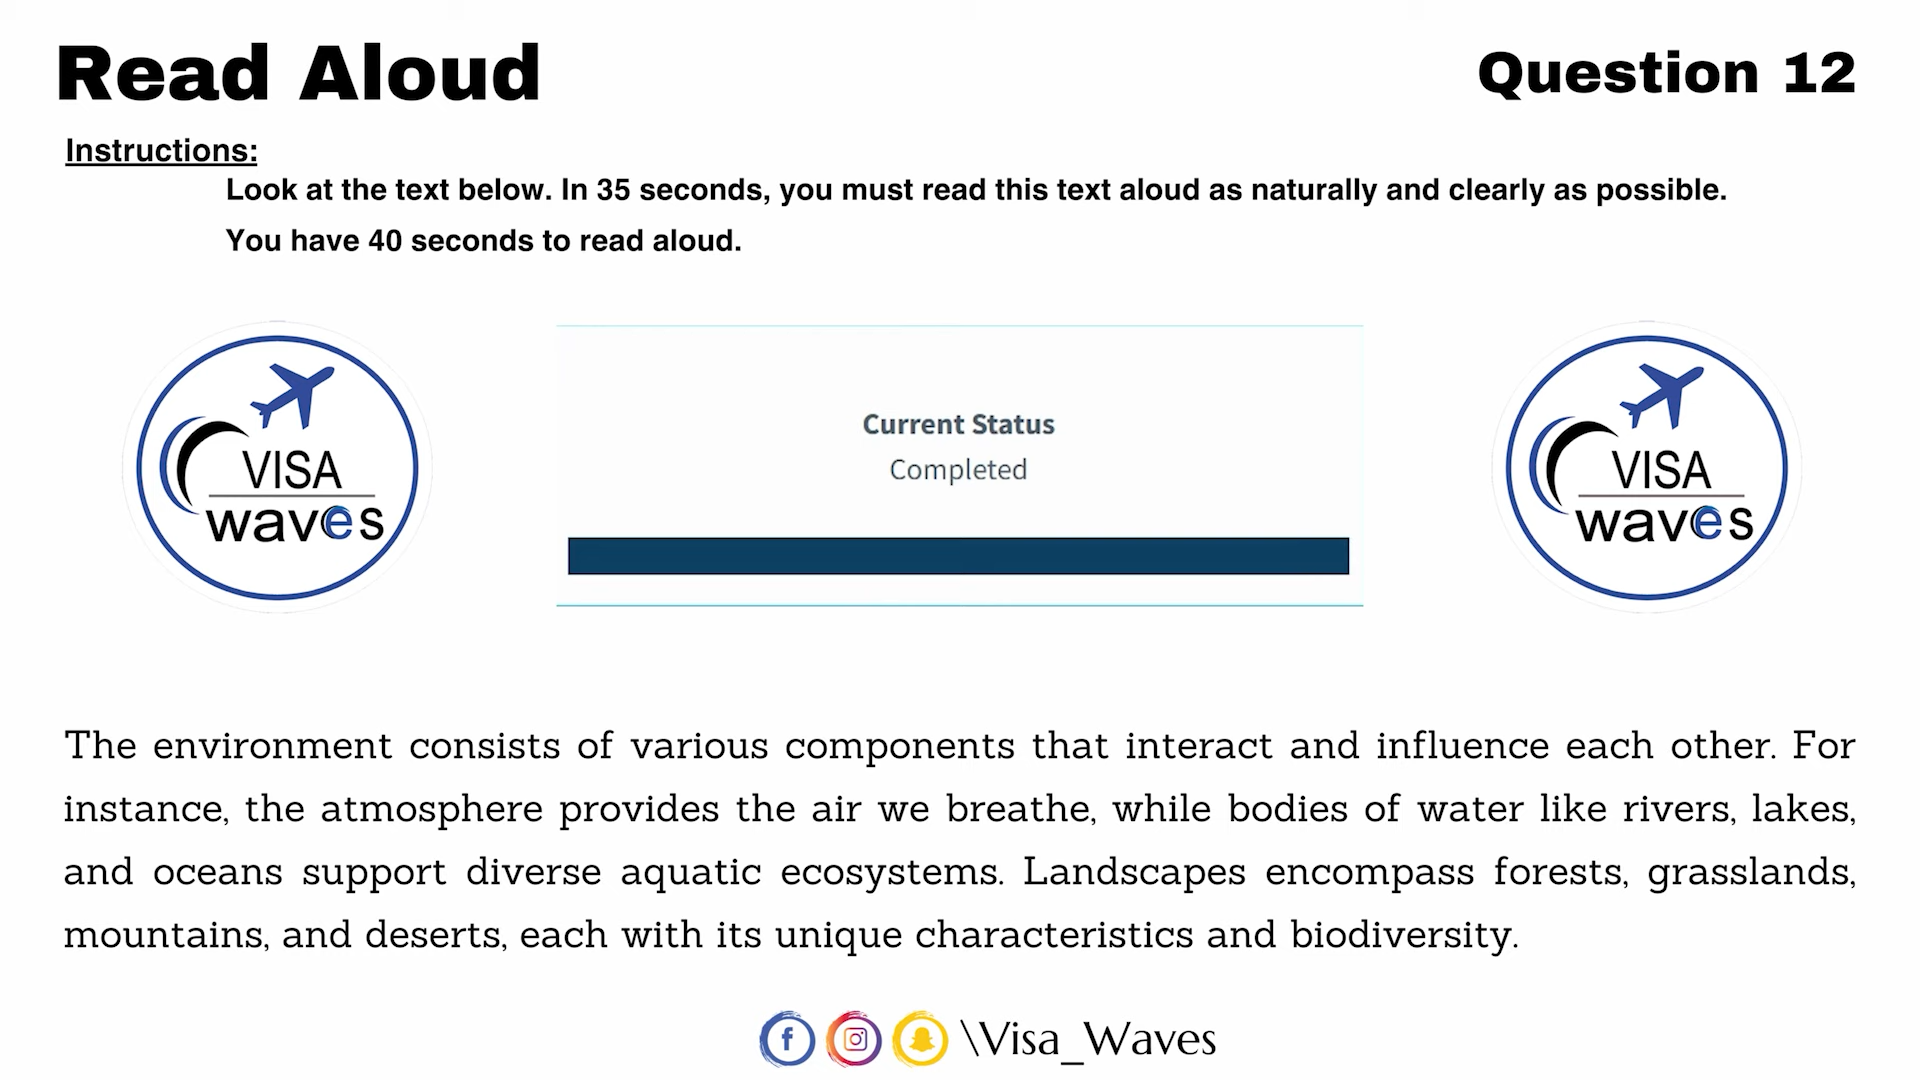 Read Aloud
Question 12
Instructions:
Look at the text below. In 35 seconds, you must read this text aloud as naturally and clearly as possible.
You have 40 seconds to read aloud.
VISA
waves
Current Status
Completed
VISA
waves
The environment consists of various components that interact and influence each other. For
instance, the atmosphere provides the air we breathe, while bodies of water like rivers, lakes,
and oceans support diverse aquatic ecosystems. Landscapes encompass forests, grasslands,
mountains, and deserts, each with its unique characteristics and biodiversity.
\Visa_Waves